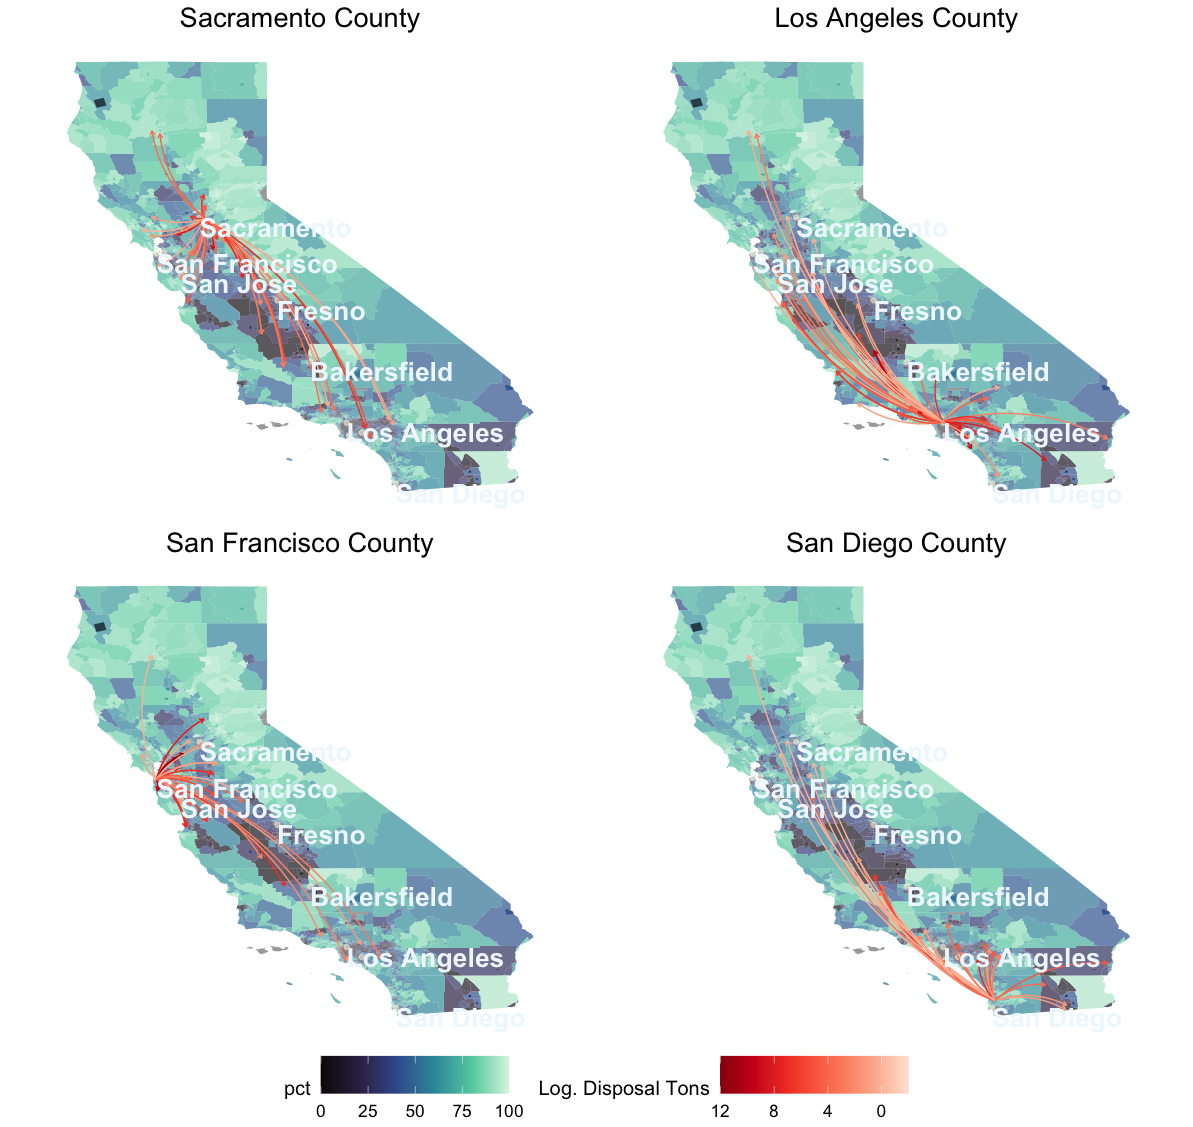 Sacramento County
Los Angeles County
Sacramento
San Francisco
San Jose
Fresno
Bakersfield
Los Angeles
San Diego
Sacramento
San Francisco
San Jose
Fresno
Bakersfield
Los Angeles
San Diego
San Francisco County
San Diego County
Sacramento
San Francisco
San Jose
Fresno
Bakersfield
Los Angeles
San Diego
Sacramento
San Francisco
San Jose
Fresno
Bakersfield
Los Angeles
San Diego
pct
0 25 50 75 100
Log. Disposal Tons
12 8 4 0